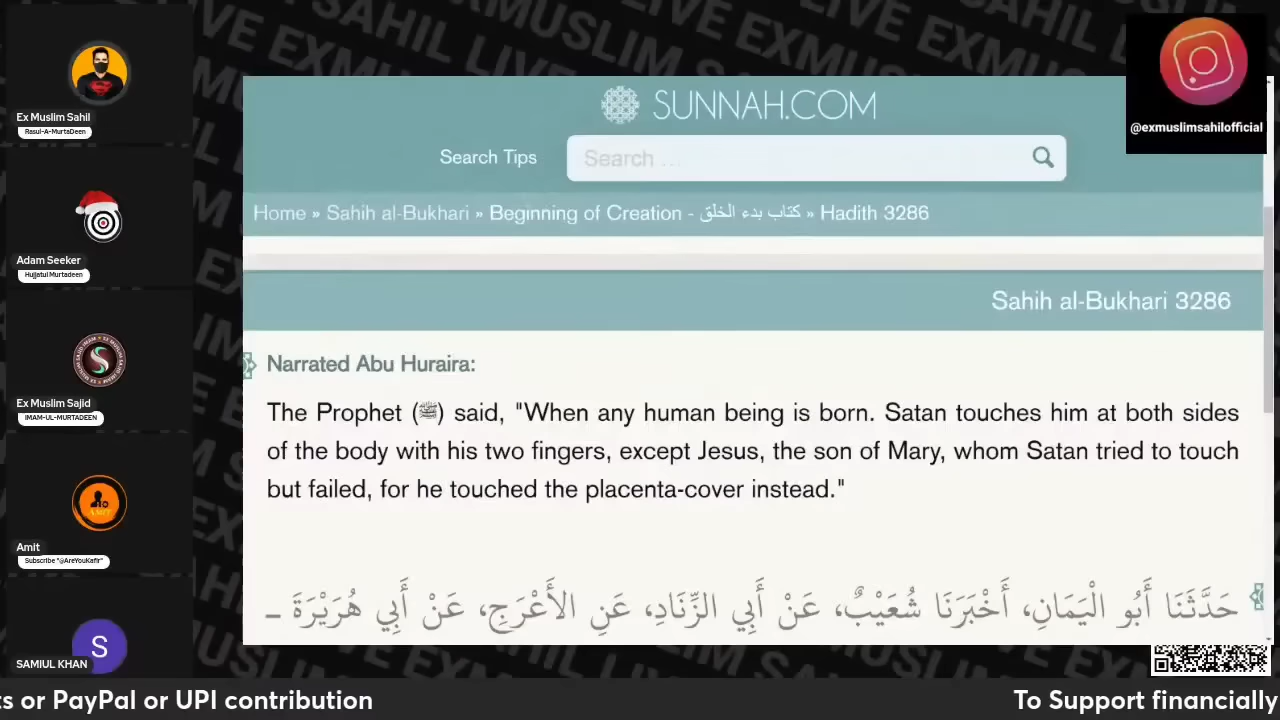 Ex Muslim Sahil
Rasul-A-MurtaDeen
Adam Seeker
Hujjatul Murtadeen
Ex Muslim Sajid
IMAM-UL-MURTADEEN
Amit
Subscribe "@AreYouKafir"
S
SAMIUL KHAN
SUNNAH.COM
Search Tips
Search ...
Home » Sahih al-Bukhari » Beginning of Creation - كتاب بدء الخلق » Hadith 3286
Sahih al-Bukhari 3286
Narrated Abu Huraira:
The Prophet (ﷺ) said, "When any human being is born. Satan touches him at both sides
of the body with his two fingers, except Jesus, the son of Mary, whom Satan tried to touch
but failed, for he touched the placenta-cover instead."
حَدَّثَنَا أَبُو الْيَمَانِ، أَخْبَرَنَا شُعَيْبٌ، عَنْ أَبِي الزِّنَادِ، عَنِ الأَعْرَجِ، عَنْ أَبِي هُرَيْرَةَ ـ
@exmuslimsahilofficial
ts or PayPal or UPI contribution
To Support financially